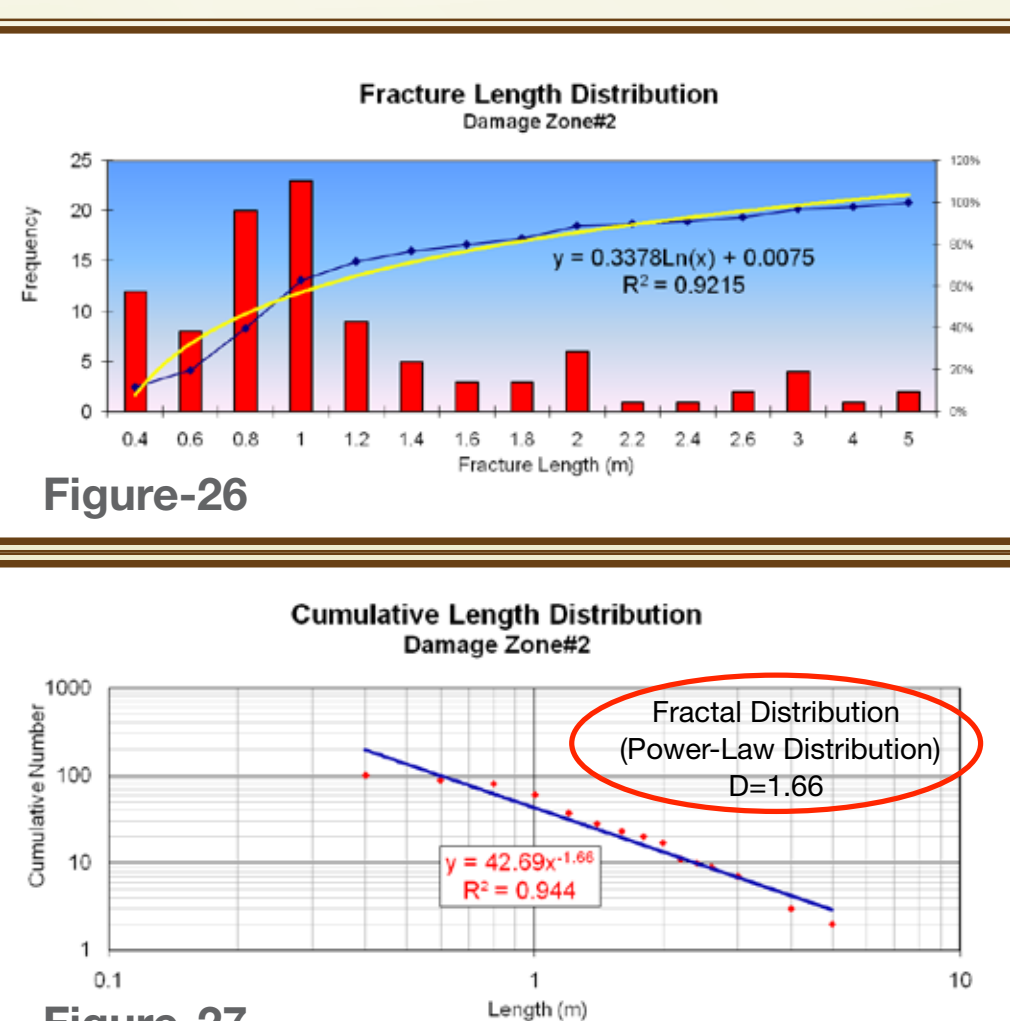 Fracture Length Distribution
Damage Zone#2
Frequency
25
20
15
10
5
0
120%
100%
80%
60%
40%
20%
0%
y = 0.3378Ln(x) + 0.0075
R² = 0.9215
0.4 0.6 0.8 1 1.2 1.4 1.6 1.8 2 2.2 2.4 2.6 3 4 5
Fracture Length (m)
Figure-26
Cumulative Length Distribution
Damage Zone#2
Cumulative Number
1000
100
10
1
Fractal Distribution
(Power-Law Distribution)
D=1.66
y = 42.69x⁻¹·⁶⁶
R² = 0.944
0.1 1 10
Length (m)
Figure-27